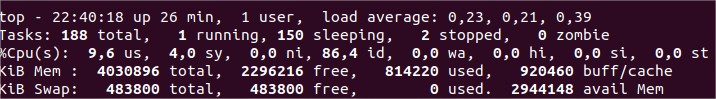 top - 22:40:18 up 26 min,  1 user,  load average: 0,23, 0,21, 0,39
Tasks: 188 total,   1 running, 150 sleeping,   2 stopped,   0 zombie
%Cpu(s):  9,6 us,  4,0 sy,  0,0 ni, 86,4 id,  0,0 wa,  0,0 hi,  0,0 si,  0,0 st
KiB Mem :  4030896 total,  2296216 free,   814220 used,   920460 buff/cache
KiB Swap:   483800 total,   483800 free,        0 used.  2944148 avail Mem